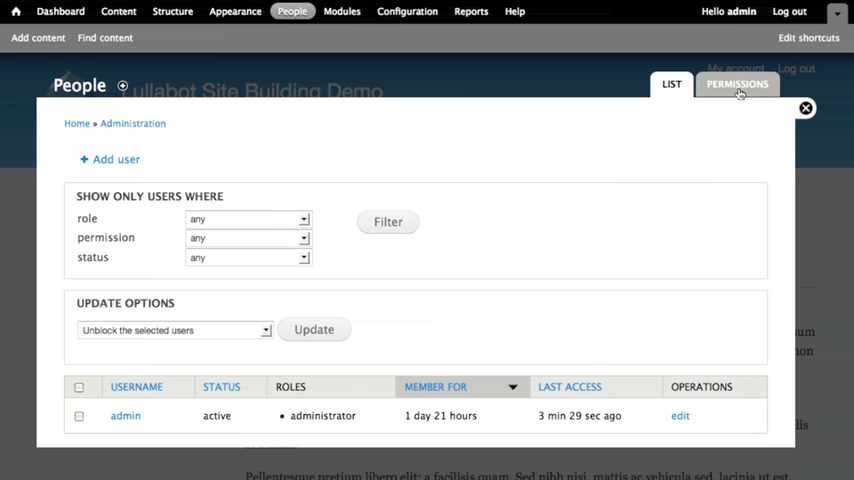 Dashboard Content Structure Appearance People Modules Configuration Reports Help Hello admin Log out
Add content Find content Edit shortcuts
My account Log out
People Lullabot Site Building Demo LIST PERMISSIONS
Home » Administration
Add user
SHOW ONLY USERS WHERE
role any Filter
permission any
status any
UPDATE OPTIONS
Unblock the selected users Update
USERNAME STATUS ROLES MEMBER FOR LAST ACCESS OPERATIONS
admin active • administrator 1 day 21 hours 3 min 29 sec ago edit
Pellentesque pretium libero elit; a facilisis quam. Sed nibh nisi, mattis ac vehicula sed, lacinia ut est.